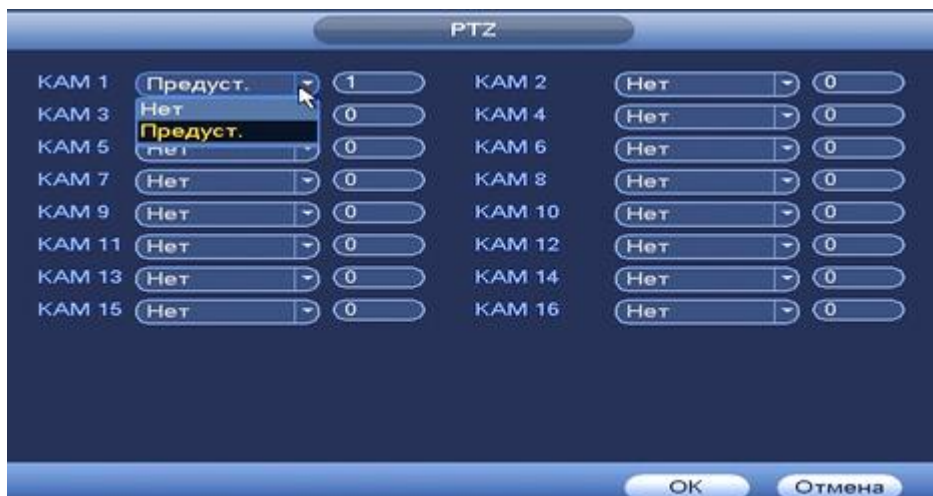 PTZ
КАМ 1 Предуст. 1 КАМ 2 Нет 0
КАМ 3 Нет 0 КАМ 4 Нет 0
Предуст.
КАМ 5 Нет 0 КАМ 6 Нет 0
КАМ 7 Нет 0 КАМ 8 Нет 0
КАМ 9 Нет 0 КАМ 10 Нет 0
КАМ 11 Нет 0 КАМ 12 Нет 0
КАМ 13 Нет 0 КАМ 14 Нет 0
КАМ 15 Нет 0 КАМ 16 Нет 0
OK Отмена